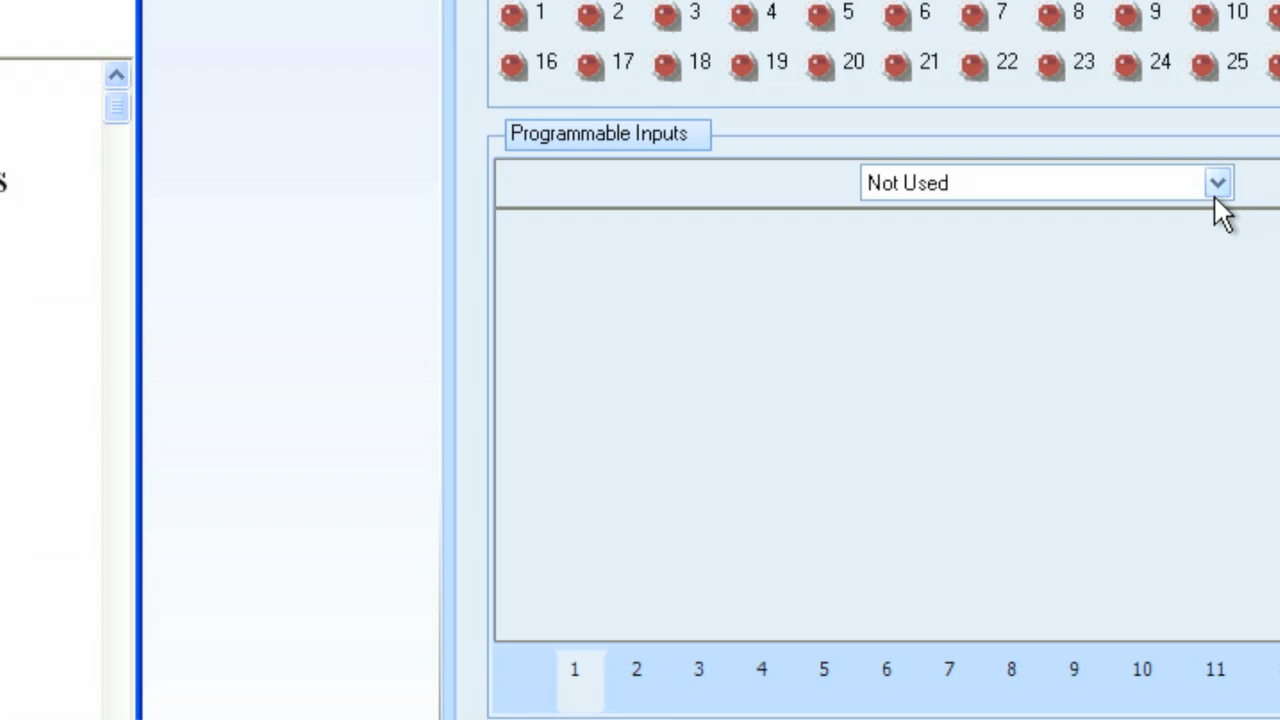 1 2 3 4 5 6 7 8 9 10
16 17 18 19 20 21 22 23 24 25
Programmable Inputs
s
Not Used
1 2 3 4 5 6 7 8 9 10 11